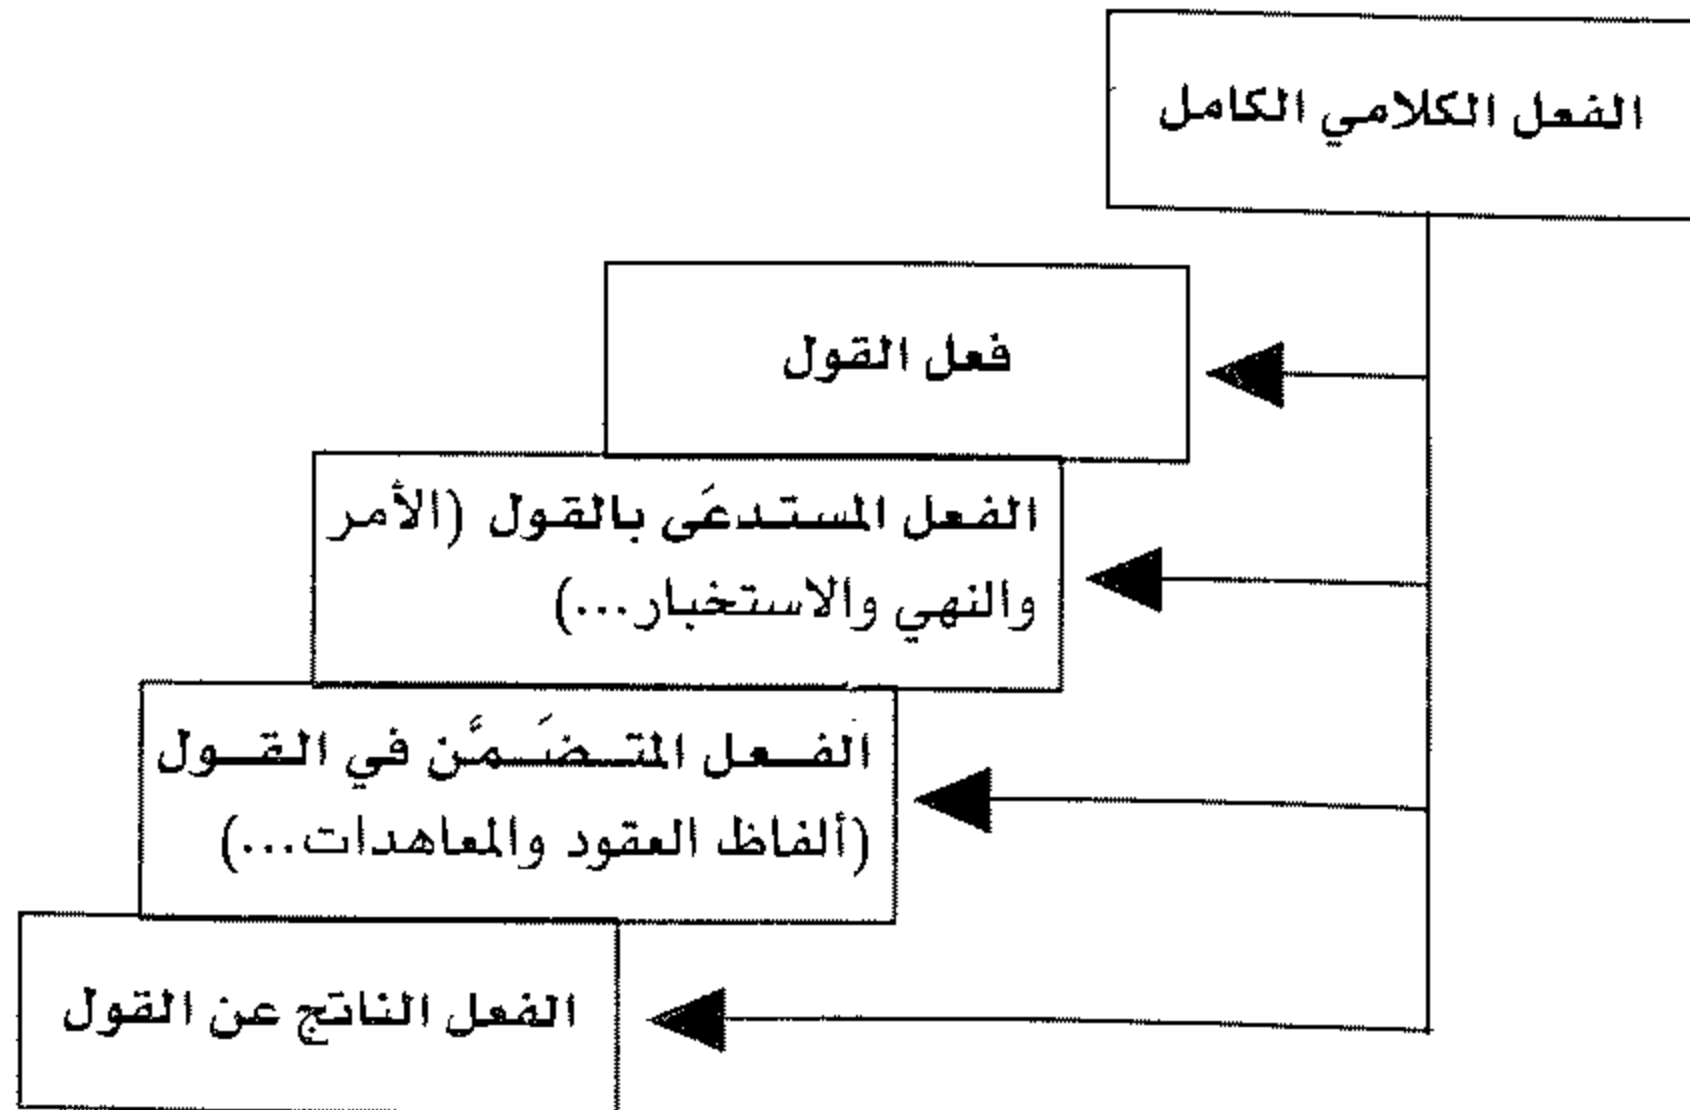 الفعل الكلامي الكامل
فعل القول
الفعل المستدعَى بالقول (الأمر
والنهي والاستخبار...)
الفعل المتضَمَّن في القول
(ألفاظ العقود والمعاهدات...)
الفعل الناتج عن القول